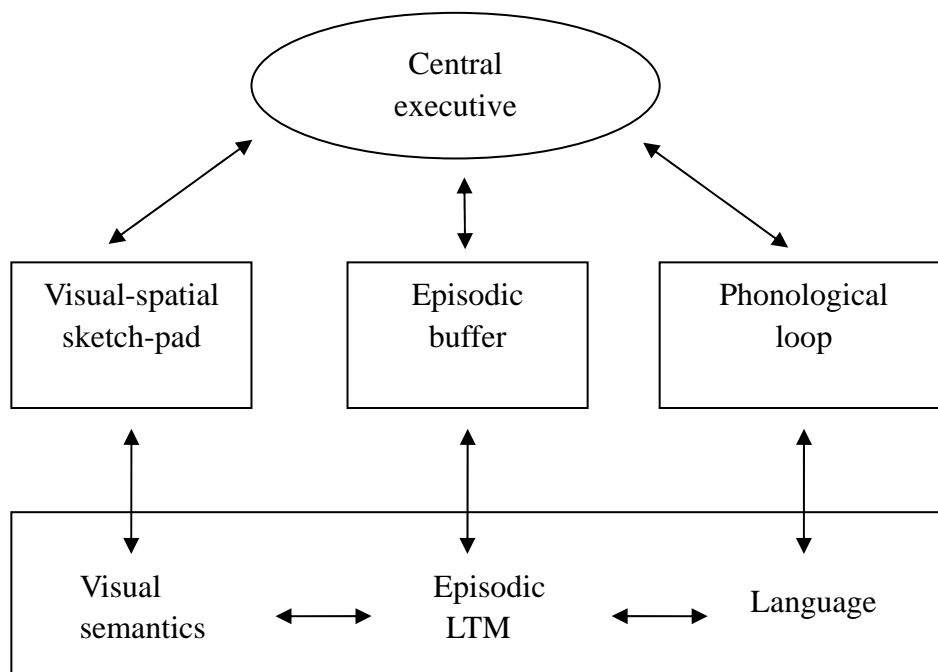 Central
executive
Visual-spatial
sketch-pad
Episodic
buffer
Phonological
loop
Visual
semantics
Episodic
LTM
Language